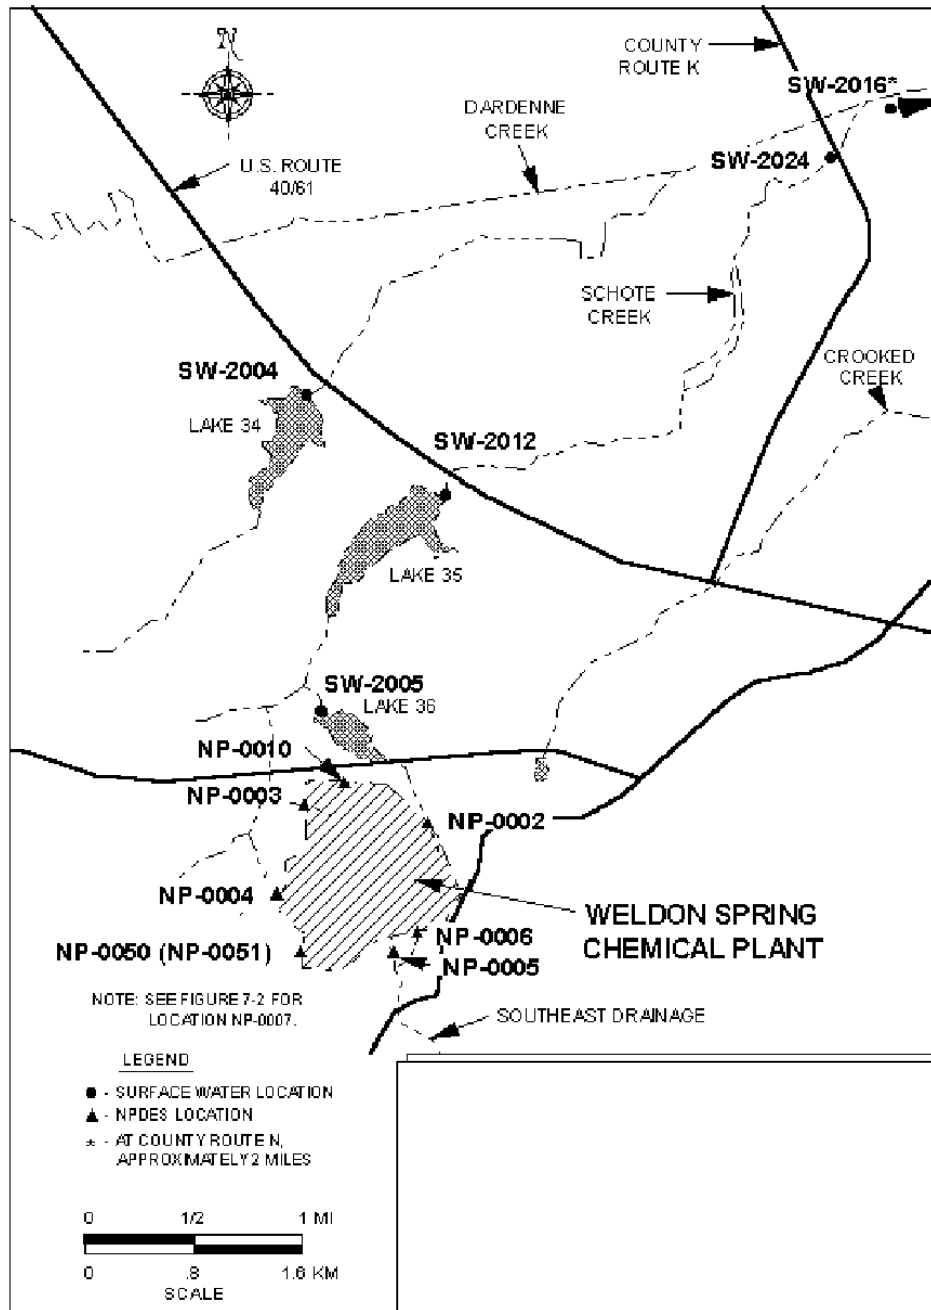 N
COUNTY
ROUTE K
SW-2016*
DARDENNE
CREEK
SW-2024
U.S. ROUTE
40/61
SCHOTE
CREEK
CROOKED
CREEK
SW-2004
LAKE 34
SW-2012
LAKE 35
SW-2005
LAKE 36
NP-0010
NP-0003
NP-0002
NP-0004
WELDON SPRING
CHEMICAL PLANT
NP-0006
NP-0050 (NP-0051)
NP-0005
NOTE: SEE FIGURE 7-2 FOR
LOCATION NP-0007.
SOUTHEAST DRAINAGE
LEGEND
- SURFACE WATER LOCATION
- NPDES LOCATION
* - AT COUNTY ROUTE N,
APPROXIMATELY 2 MILES
0 1/2 1 MI
0 .8 1.6 KM
SCALE